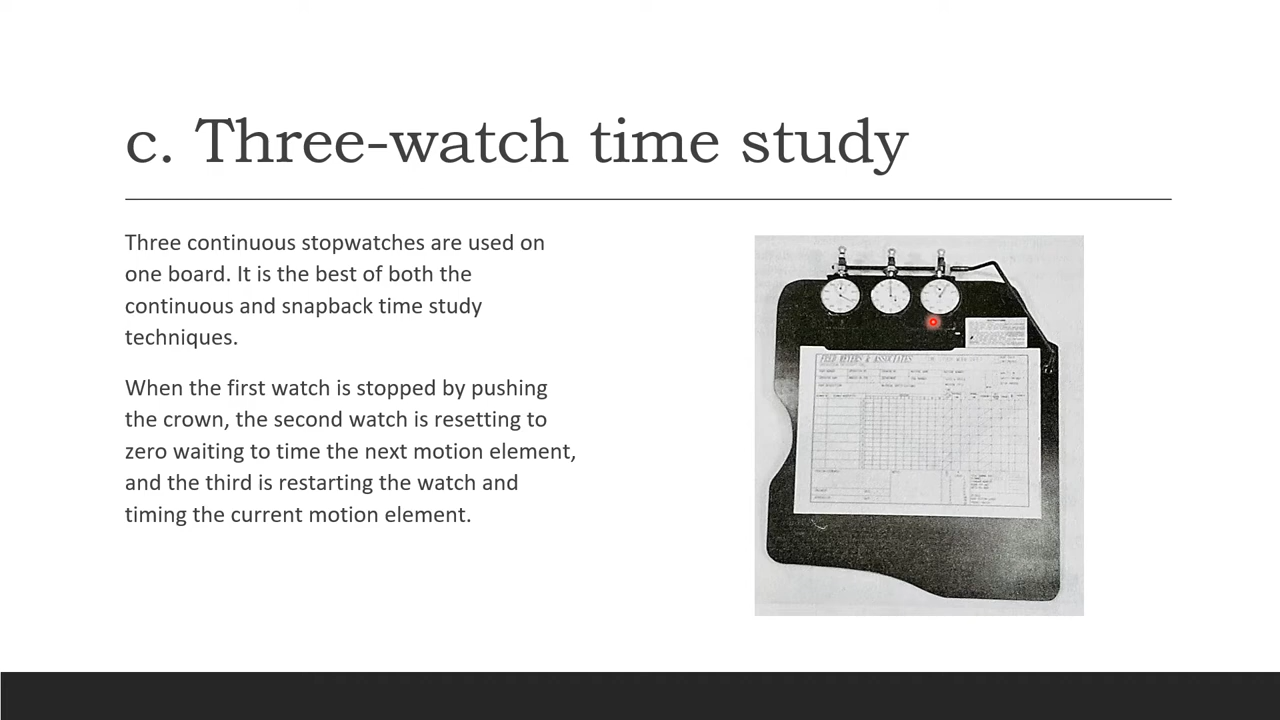 c. Three-watch time study
Three continuous stopwatches are used on
one board. It is the best of both the
continuous and snapback time study
techniques.
When the first watch is stopped by pushing
the crown, the second watch is resetting to
zero waiting to time the next motion element,
and the third is restarting the watch and
timing the current motion element.